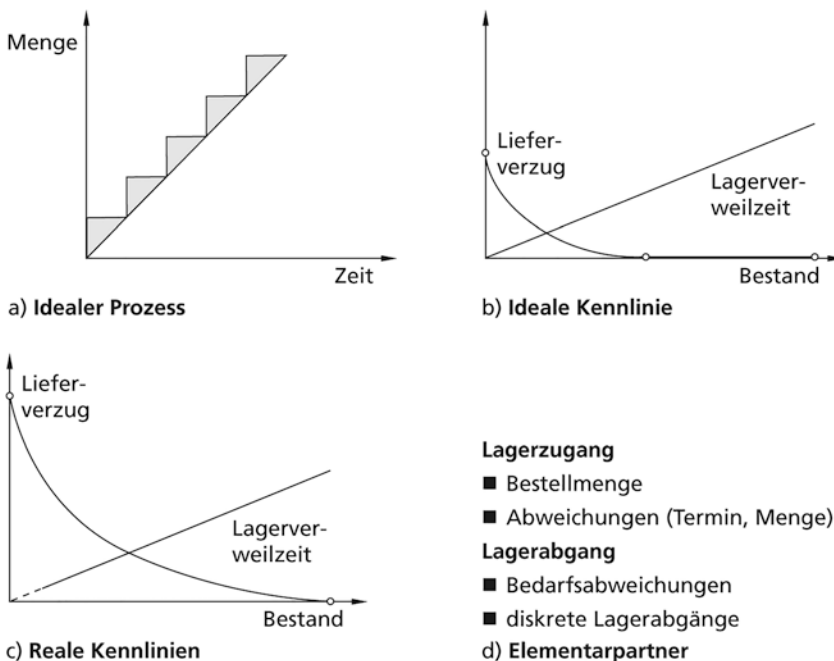 Menge
Zeit
a) Idealer Prozess
Liefer-
verzug
Lagerver-
weilzeit
Bestand
b) Ideale Kennlinie
Liefer-
verzug
Lagerver-
weilzeit
Bestand
c) Reale Kennlinien
Lagerzugang
■ Bestellmenge
■ Abweichungen (Termin, Menge)
Lagerabgang
■ Bedarfsabweichungen
■ diskrete Lagerabgänge
d) Elementarpartner